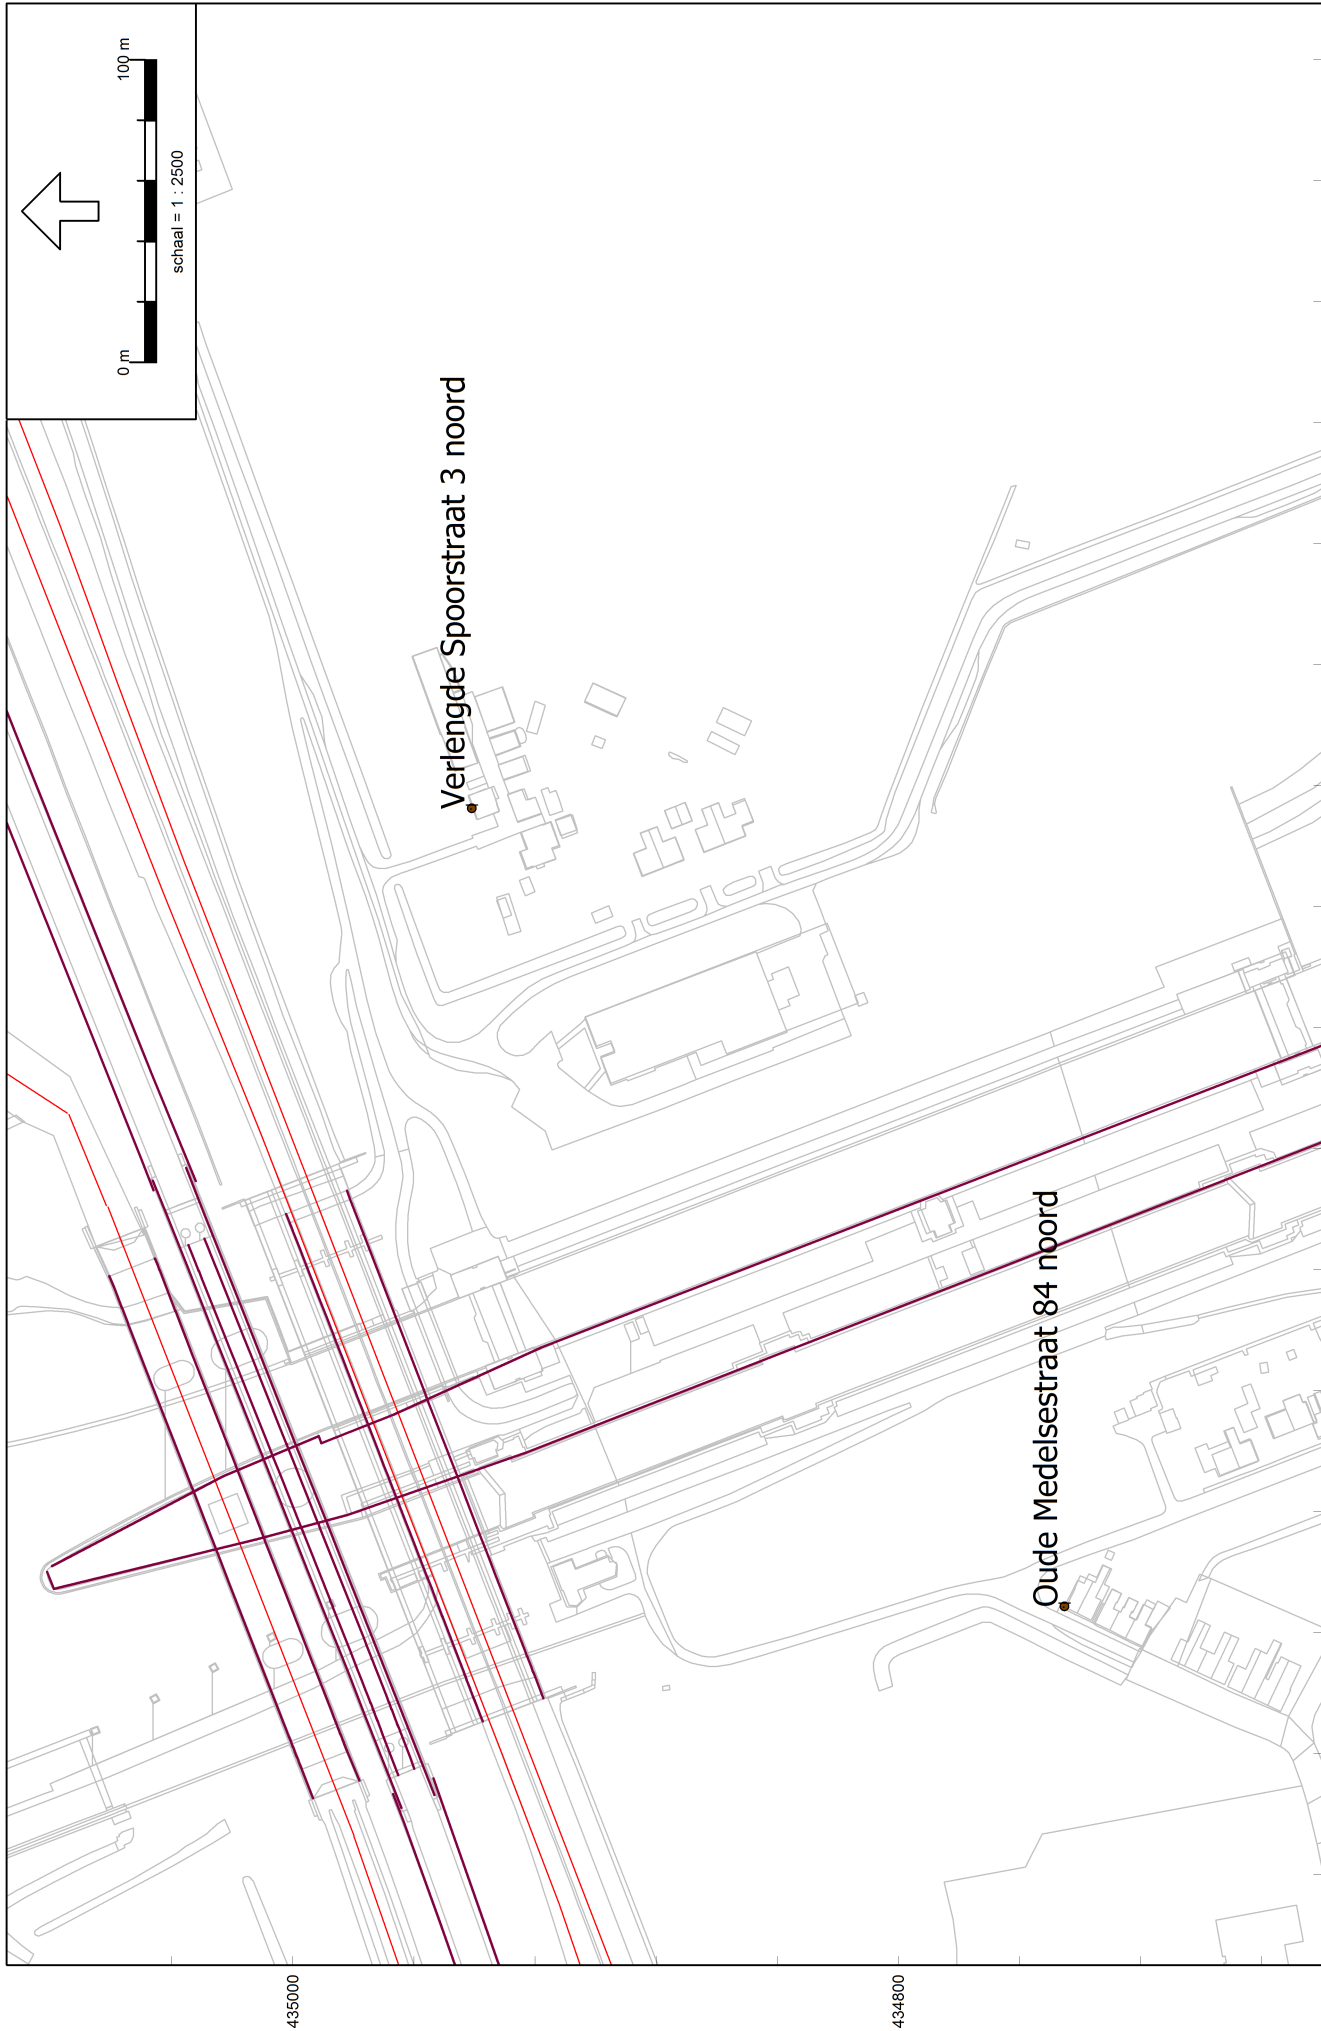 0 m
100 m
schaal = 1 : 2500
Verlengde Spoorstraat 3 noord
Oude Medelsestraat 84 noord
435000
434800